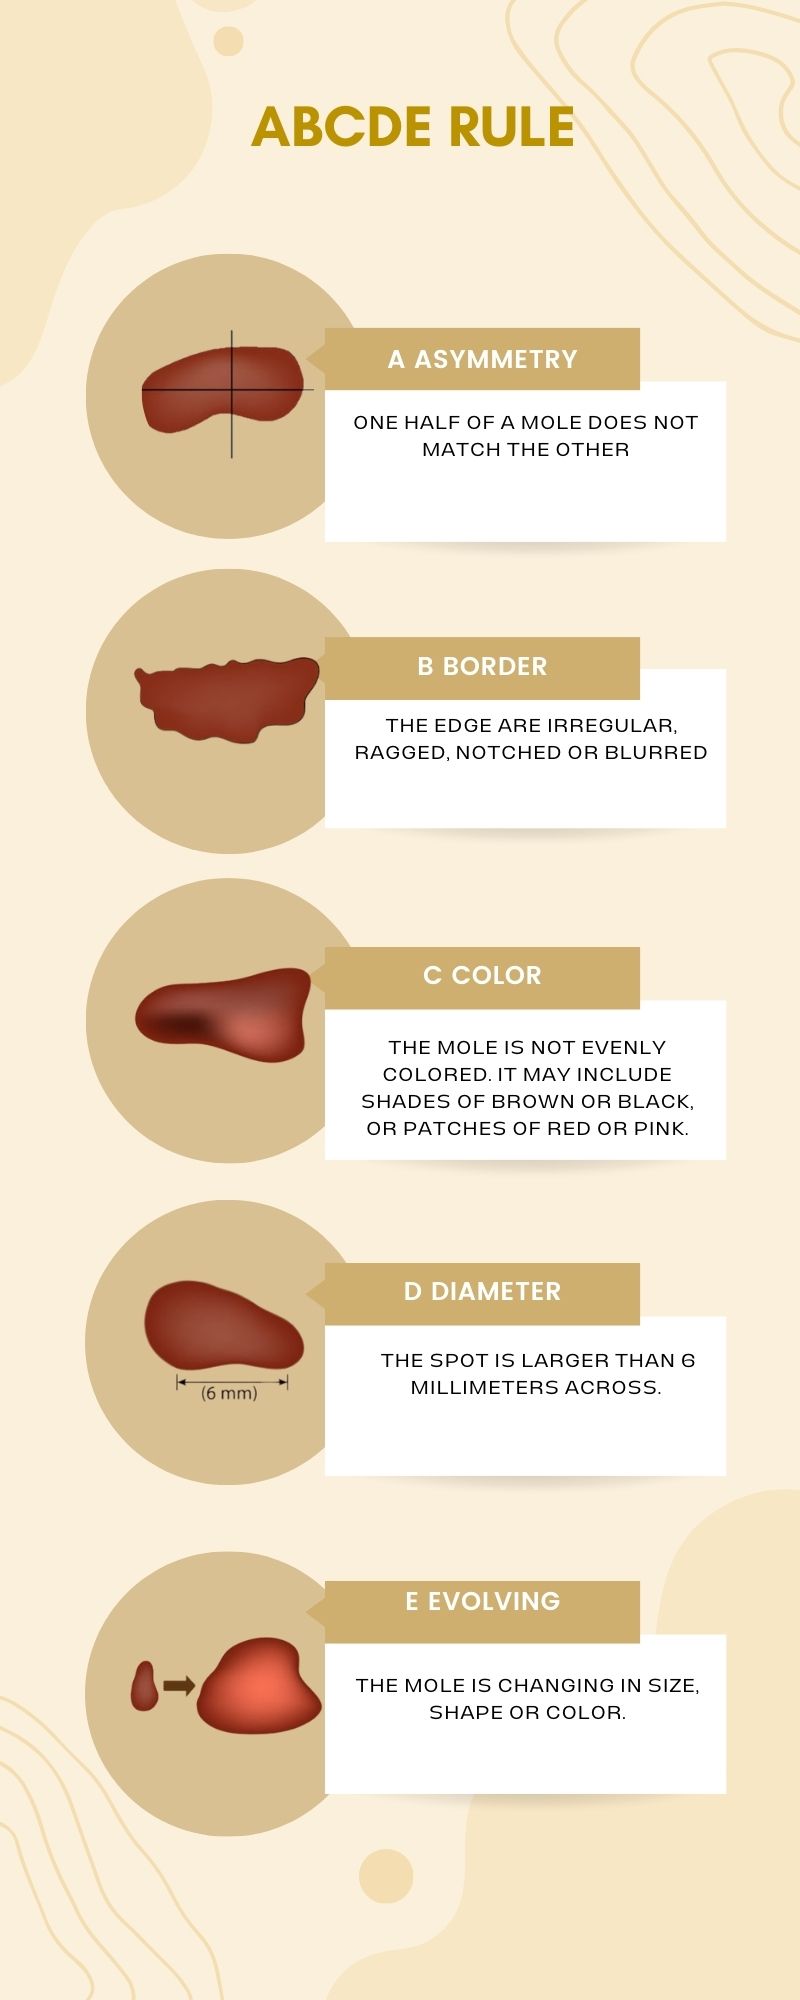 ABCDE RULE
A ASYMMETRY
ONE HALF OF A MOLE DOES NOT
MATCH THE OTHER
B BORDER
THE EDGE ARE IRREGULAR,
RAGGED, NOTCHED OR BLURRED
C COLOR
THE MOLE IS NOT EVENLY
COLORED. IT MAY INCLUDE
SHADES OF BROWN OR BLACK,
OR PATCHES OF RED OR PINK.
D DIAMETER
THE SPOT IS LARGER THAN 6
MILLIMETERS ACROSS.
(6 mm)
E EVOLVING
THE MOLE IS CHANGING IN SIZE,
SHAPE OR COLOR.